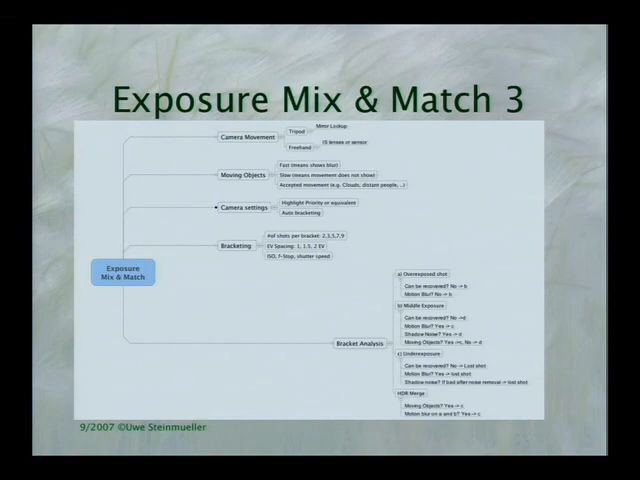 Exposure Mix & Match 3
Camera Movement
Tripod
Mirror Lookup
Freehand
IS lenses or sensor
Moving Objects
Fast (means shows blur)
Slow (means movement does not show)
Accepted movement (e.g. Clouds, distant people, ..)
Camera settings
Highlight Priority or equivalent
Auto bracketing
Bracketing
#of shots per bracket: 2,3,5,7,9
EV Spacing: 1, 1.5, 2 EV
ISO, f-Stop, shutter speed
Exposure
Mix & Match
Bracket Analysis
a) Overexposed shot
Can be recovered? No -> b
Motion Blur? No -> b
b) Middle Exposure
Can be recovered? No ->d
Motion Blur? Yes -> c
Shadow Noise? Yes -> d
Moving Objects? Yes ->c, No -> d
c) Underexposure
Can be recovered? No -> Lost shot
Motion Blur? Yes -> lost shot
Shadow noise? If bad after noise removal -> lost shot
HDR Merge
Moving Objects? Yes -> c
Motion blur on a and b? Yes -> c
9/2007 ©Uwe Steinmueller